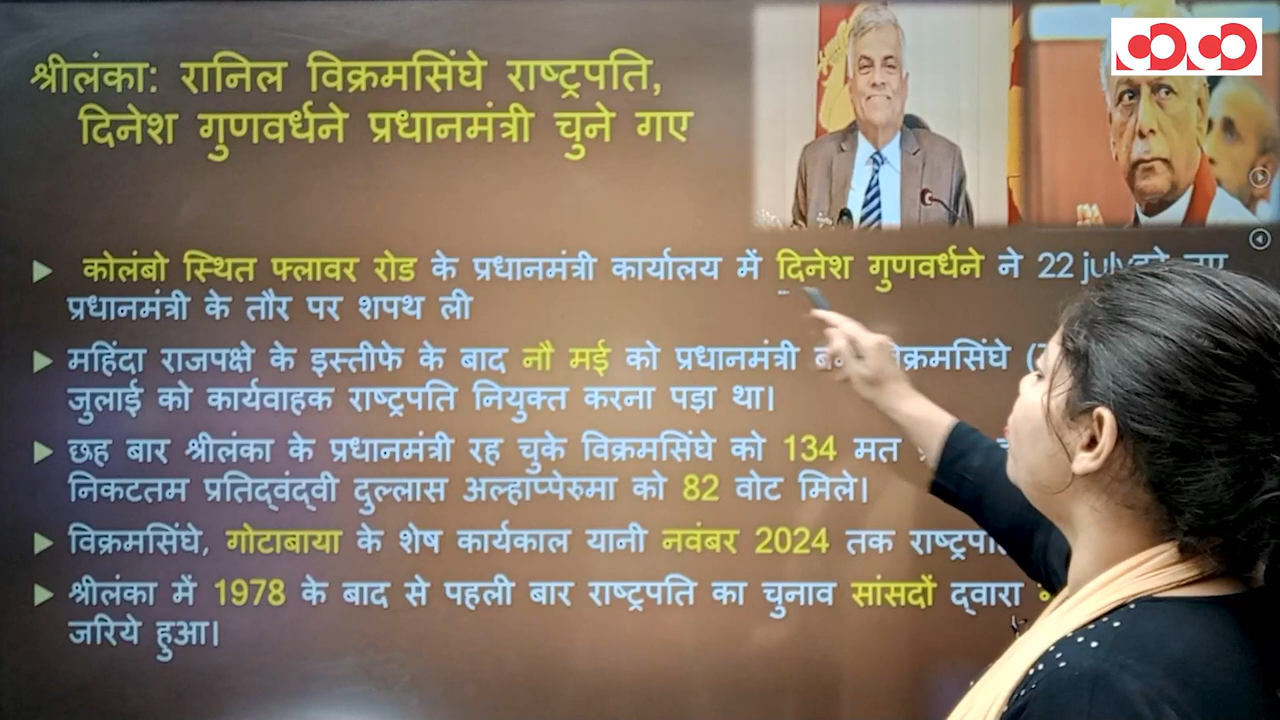 श्रीलंका: रानिल विक्रमसिंघे राष्ट्रपति,
दिनेश गुणवर्धने प्रधानमंत्री चुने गए
कोलंबो स्थित फ्लावर रोड के प्रधानमंत्री कार्यालय में दिनेश गुणवर्धने ने 22 july
प्रधानमंत्री के तौर पर शपथ ली
महिंदा राजपक्षे के इस्तीफे के बाद नौ मई को प्रधानमंत्री
जुलाई को कार्यवाहक राष्ट्रपति नियुक्त करना पड़ा था।
छह बार श्रीलंका के प्रधानमंत्री रह चुके विक्रमसिंघे को 134 मत
निकटतम प्रतिद्वंद्वी दुल्लास अल्हाप्पेरुमा को 82 वोट मिले।
विक्रमसिंघे, गोटाबाया के शेष कार्यकाल यानी नवंबर 2024 तक
श्रीलंका में 1978 के बाद से पहली बार राष्ट्रपति का चुनाव सांसदों द्वारा
जरिये हुआ।